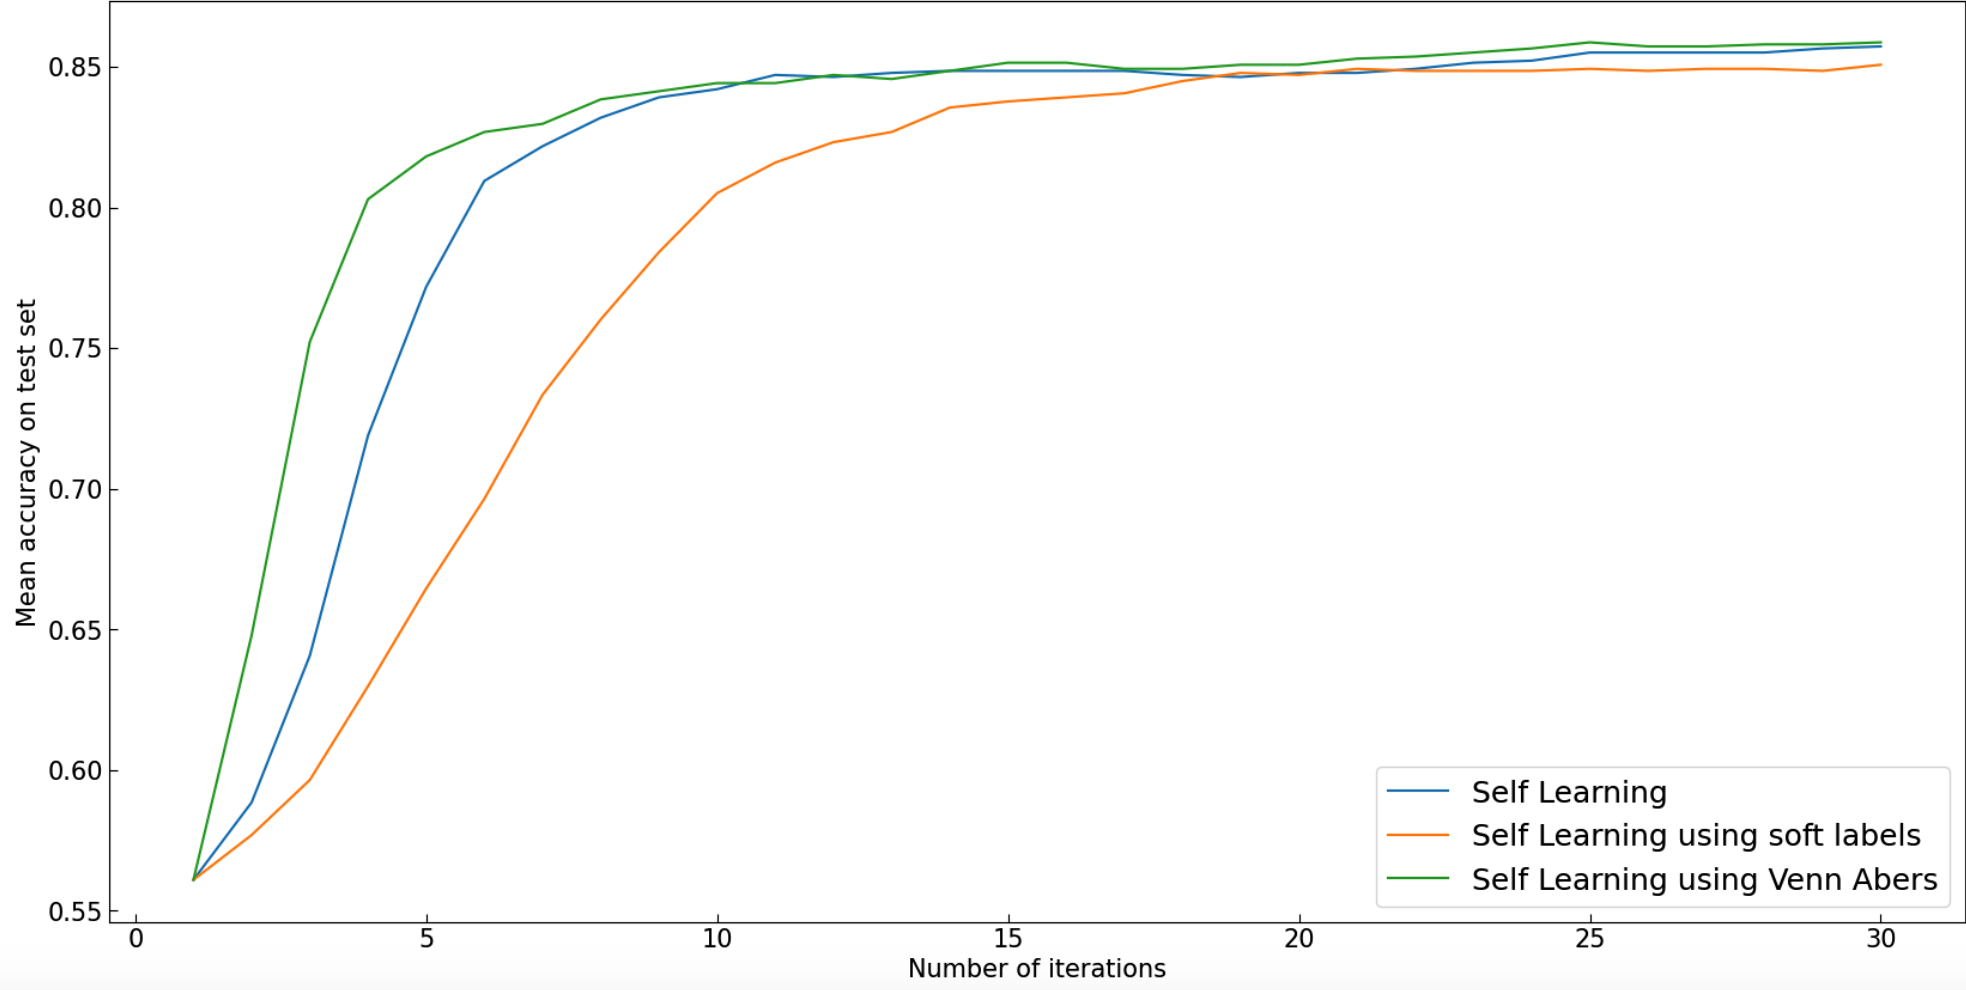 Mean accuracy on test set
0.85
0.80
0.75
0.70
0.65
0.60
0.55
0 5 10 15 20 25 30
Number of iterations
Self Learning
Self Learning using soft labels
Self Learning using Venn Abers